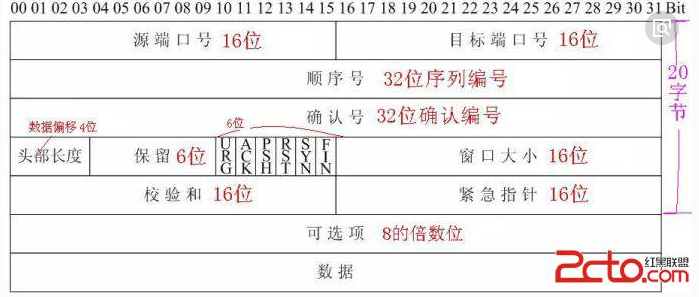 00 01 02 03 04 05 06 07 08 09 10 11 12 13 14 15 16 17 18 19 20 21 22 23 24 25 26 27 28 29 30 31 Bit
源端口号 16位 目标端口号 16位
顺序号 32位序列编号
确认号 32位确认编号
20字节
数据偏移4位 6位
头部长度 保留 6位 URG ACK PSH RST SYN FIN 窗口大小 16位
校验和 16位 紧急指针 16位
可选项 8的倍数位
数据
2cto.com 红黑联盟